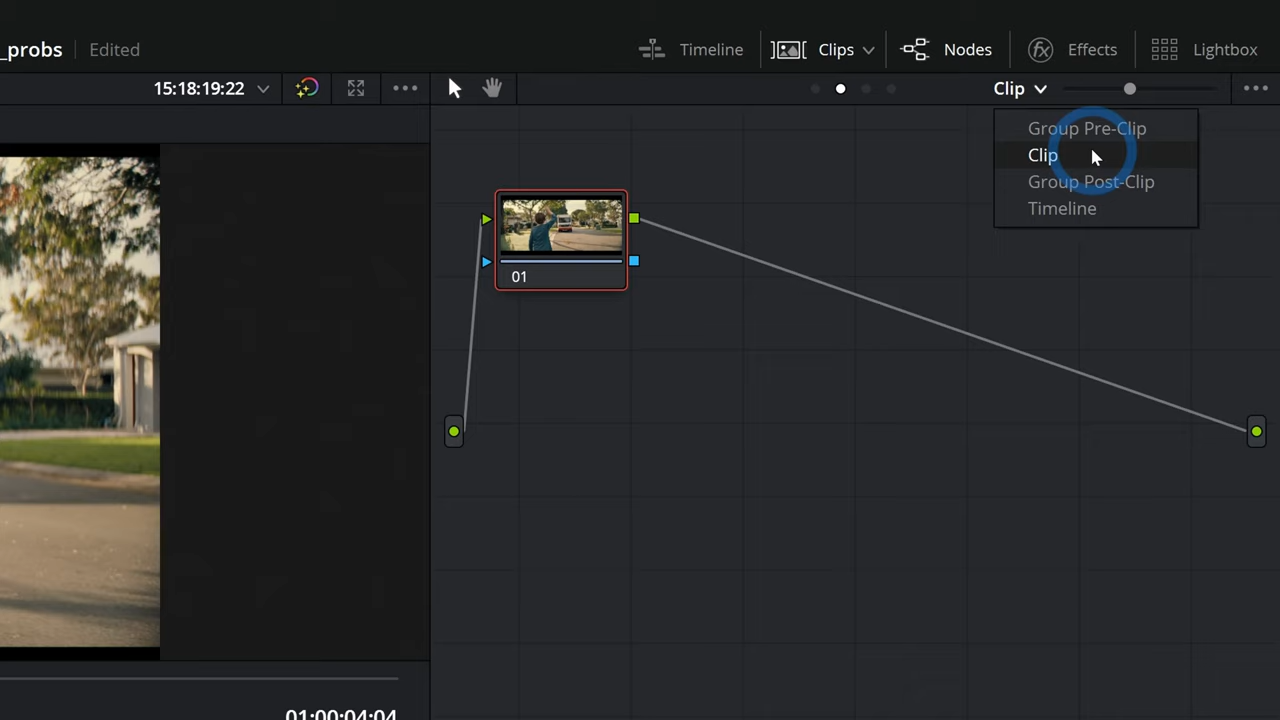 _probs Edited Timeline Clips Nodes Effects Lightbox
15:18:19:22 Clip
Group Pre-Clip
Clip
Group Post-Clip
Timeline
01
01:00:04:04